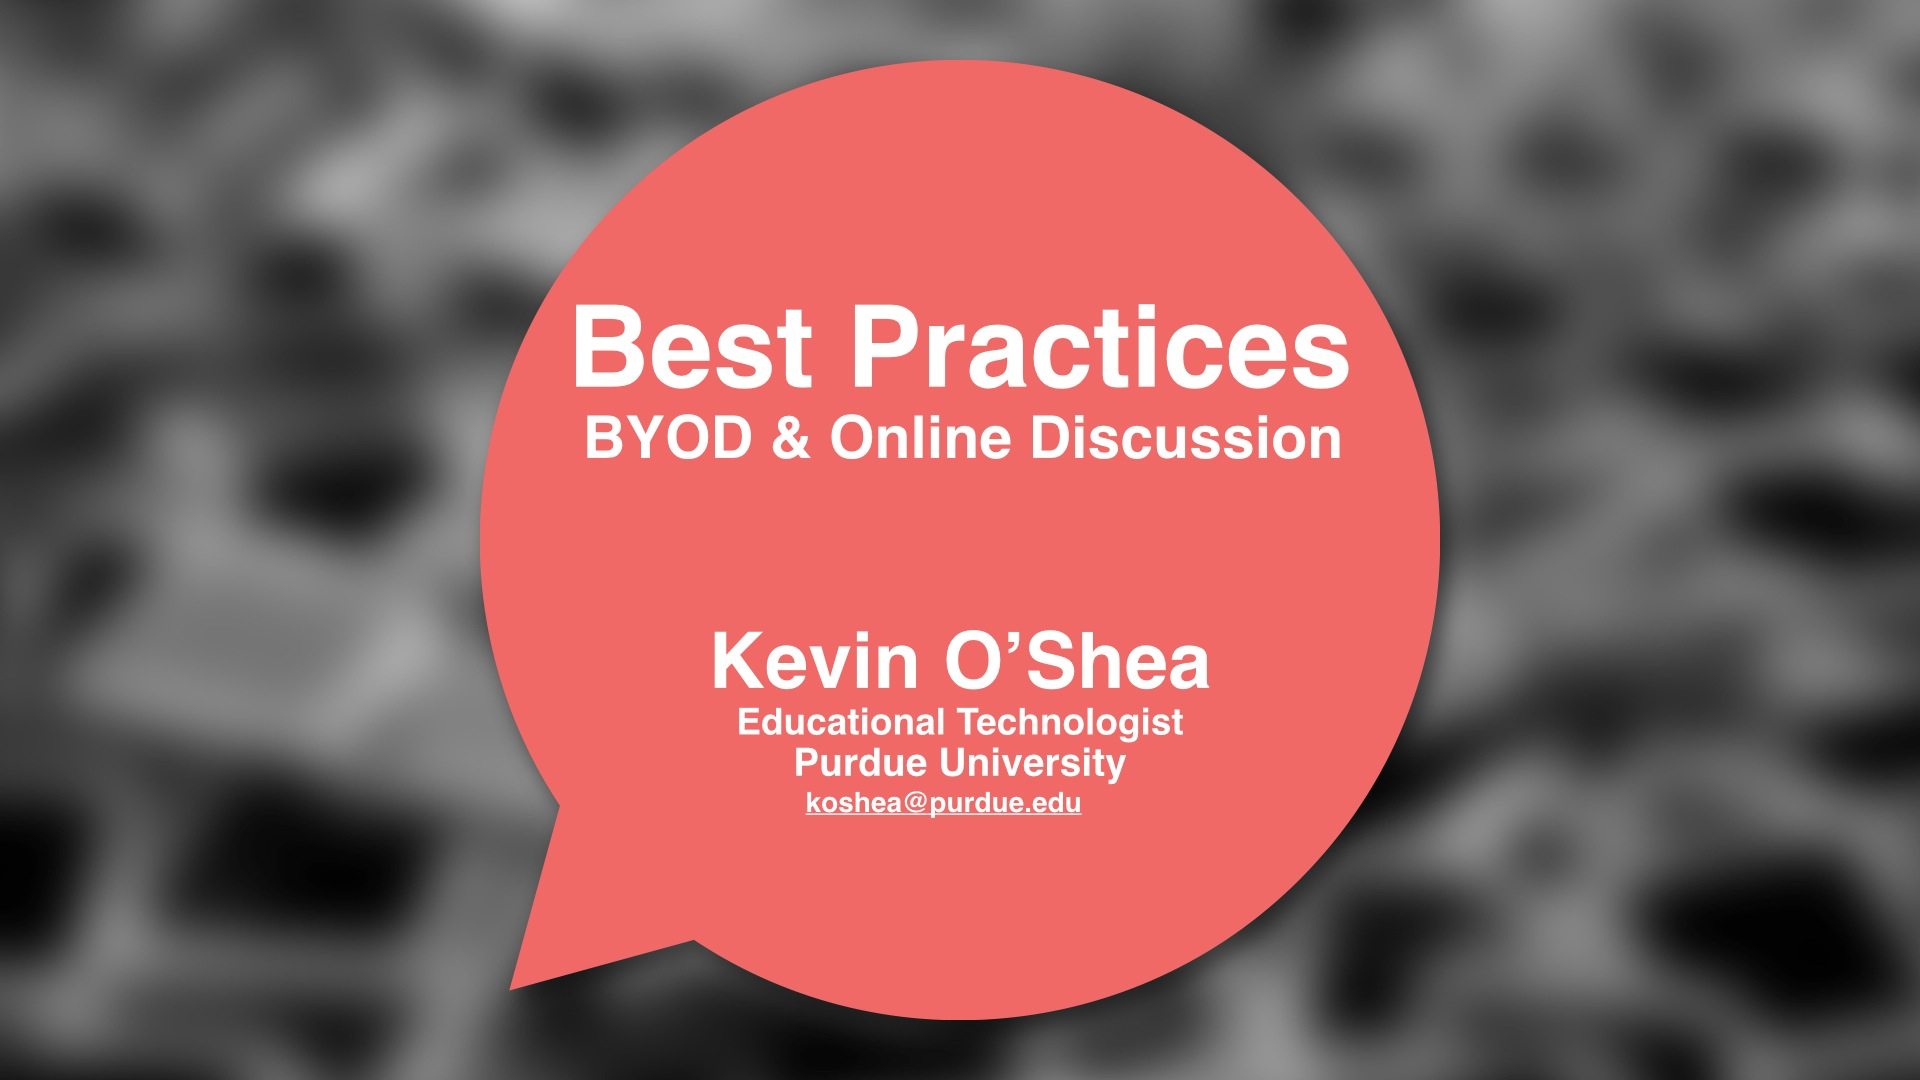 Best Practices
BYOD & Online Discussion
Kevin O’Shea
Educational Technologist
Purdue University
koshea@purdue.edu